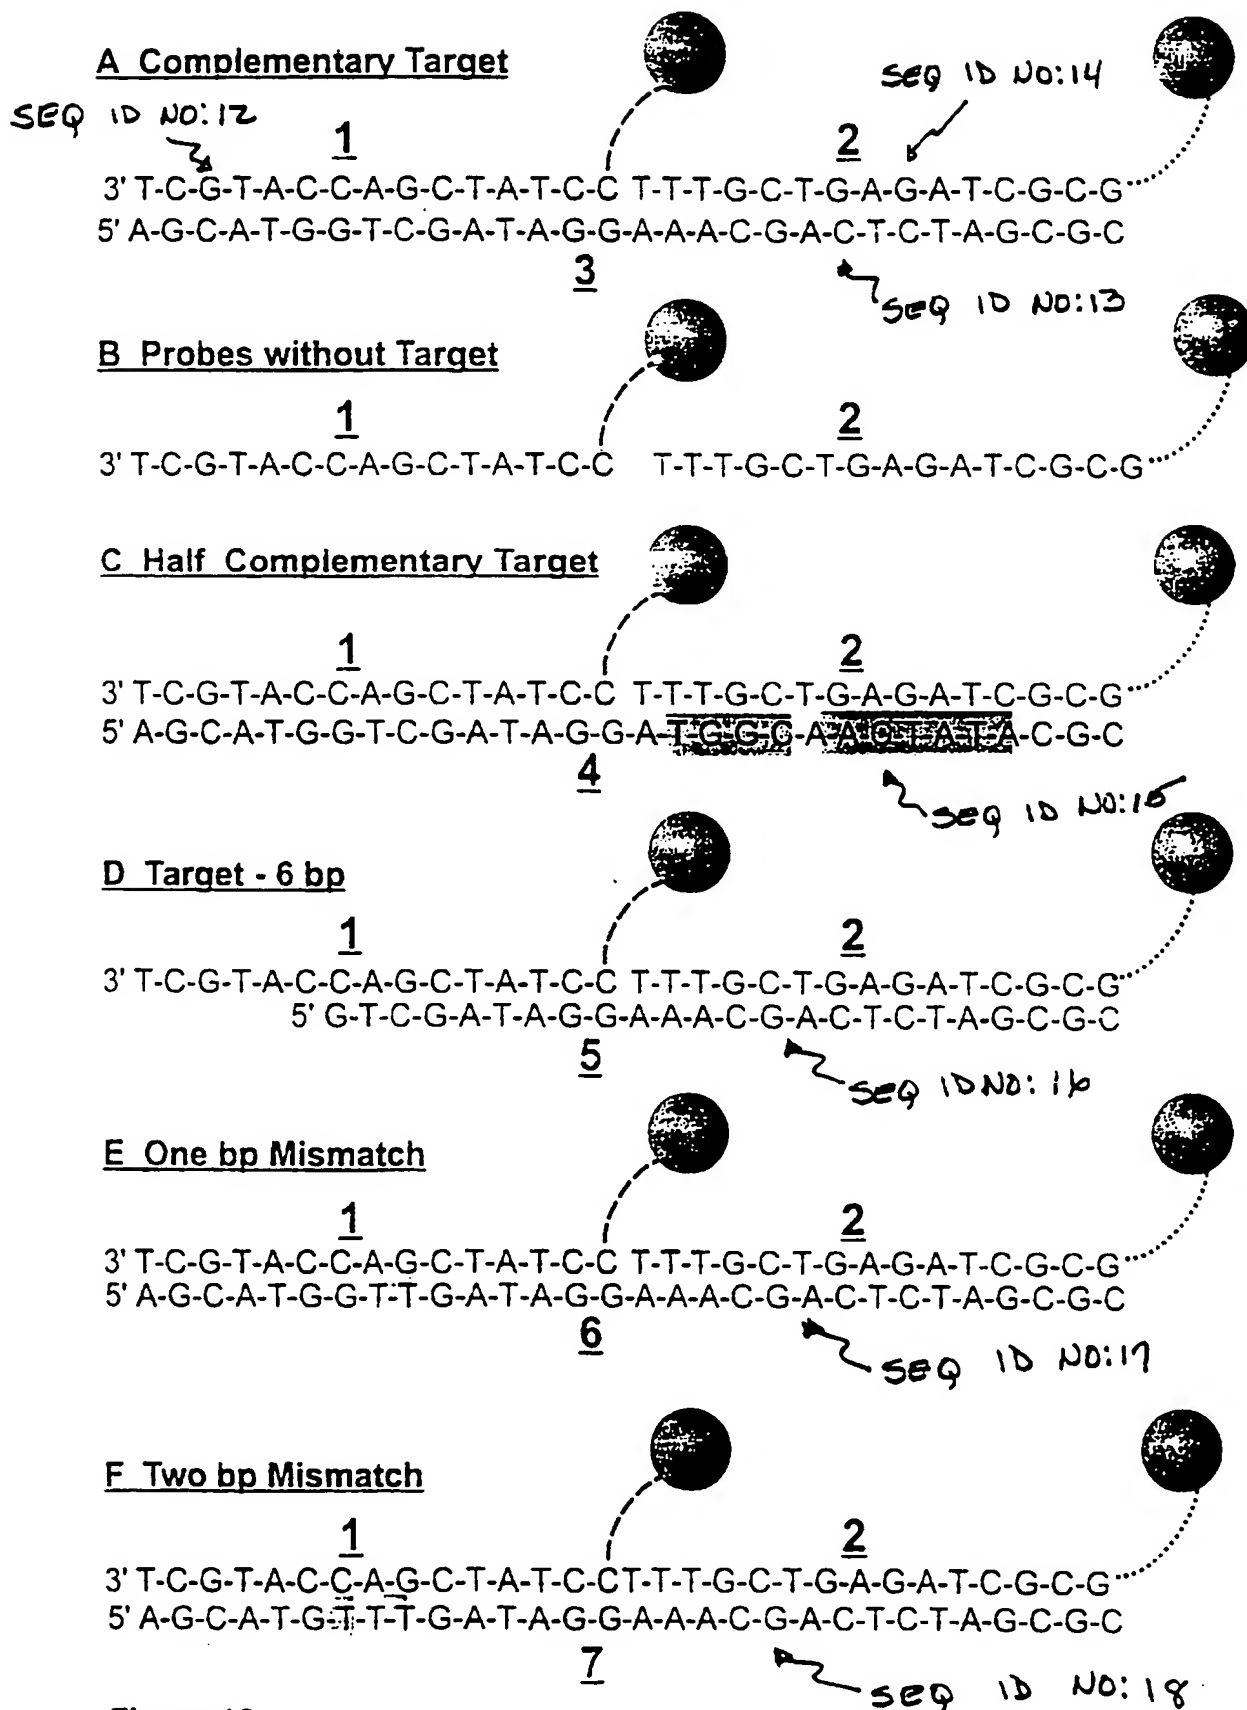 A Complementary Target
SEQ ID NO:14
SEQ ID NO:12
1
2
3' T-C-G-T-A-C-C-A-G-C-T-A-T-C-C T-T-T-G-C-T-G-A-G-A-T-C-G-C-G
5' A-G-C-A-T-G-G-T-C-G-A-T-A-G-G-A-A-A-C-G-A-C-T-C-T-A-G-C-G-C
3
SEQ ID NO:13
B Probes without Target
1
2
3' T-C-G-T-A-C-C-A-G-C-T-A-T-C-C T-T-T-G-C-T-G-A-G-A-T-C-G-C-G
C Half Complementary Target
1
2
3' T-C-G-T-A-C-C-A-G-C-T-A-T-C-C T-T-T-G-C-T-G-A-G-A-T-C-G-C-G
5' A-G-C-A-T-G-G-T-C-G-A-T-A-G-G-A-T-G-G-C-A-A-C-T-A-T-A-C-G-C
4
SEQ ID NO:15
D Target - 6 bp
1
2
3' T-C-G-T-A-C-C-A-G-C-T-A-T-C-C T-T-T-G-C-T-G-A-G-A-T-C-G-C-G
5' G-T-C-G-A-T-A-G-G-A-A-A-C-G-A-C-T-C-T-A-G-C-G-C
5
SEQ ID NO: 16
E One bp Mismatch
1
2
3' T-C-G-T-A-C-C-A-G-C-T-A-T-C-C T-T-T-G-C-T-G-A-G-A-T-C-G-C-G
5' A-G-C-A-T-G-G-T-T-G-A-T-A-G-G-A-A-A-C-G-A-C-T-C-T-A-G-C-G-C
6
SEQ ID NO:17
F Two bp Mismatch
1
2
3' T-C-G-T-A-C-C-A-G-C-T-A-T-C-C-T-T-T-G-C-T-G-A-G-A-T-C-G-C-G
5' A-G-C-A-T-G-T-T-T-G-A-T-A-G-G-A-A-A-C-G-A-C-T-C-T-A-G-C-G-C
7
SEQ ID NO: 18